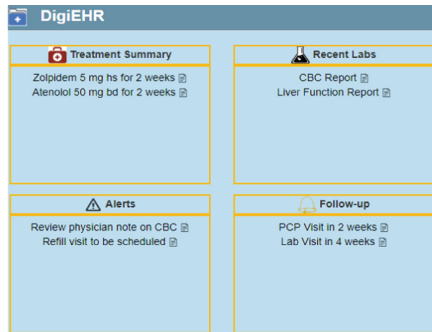 DigiEHR
Treatment Summary
Zolpidem 5 mg hs for 2 weeks
Atenolol 50 mg bd for 2 weeks
Recent Labs
CBC Report
Liver Function Report
Alerts
Review physician note on CBC
Refill visit to be scheduled
Follow-up
PCP Visit in 2 weeks
Lab Visit in 4 weeks